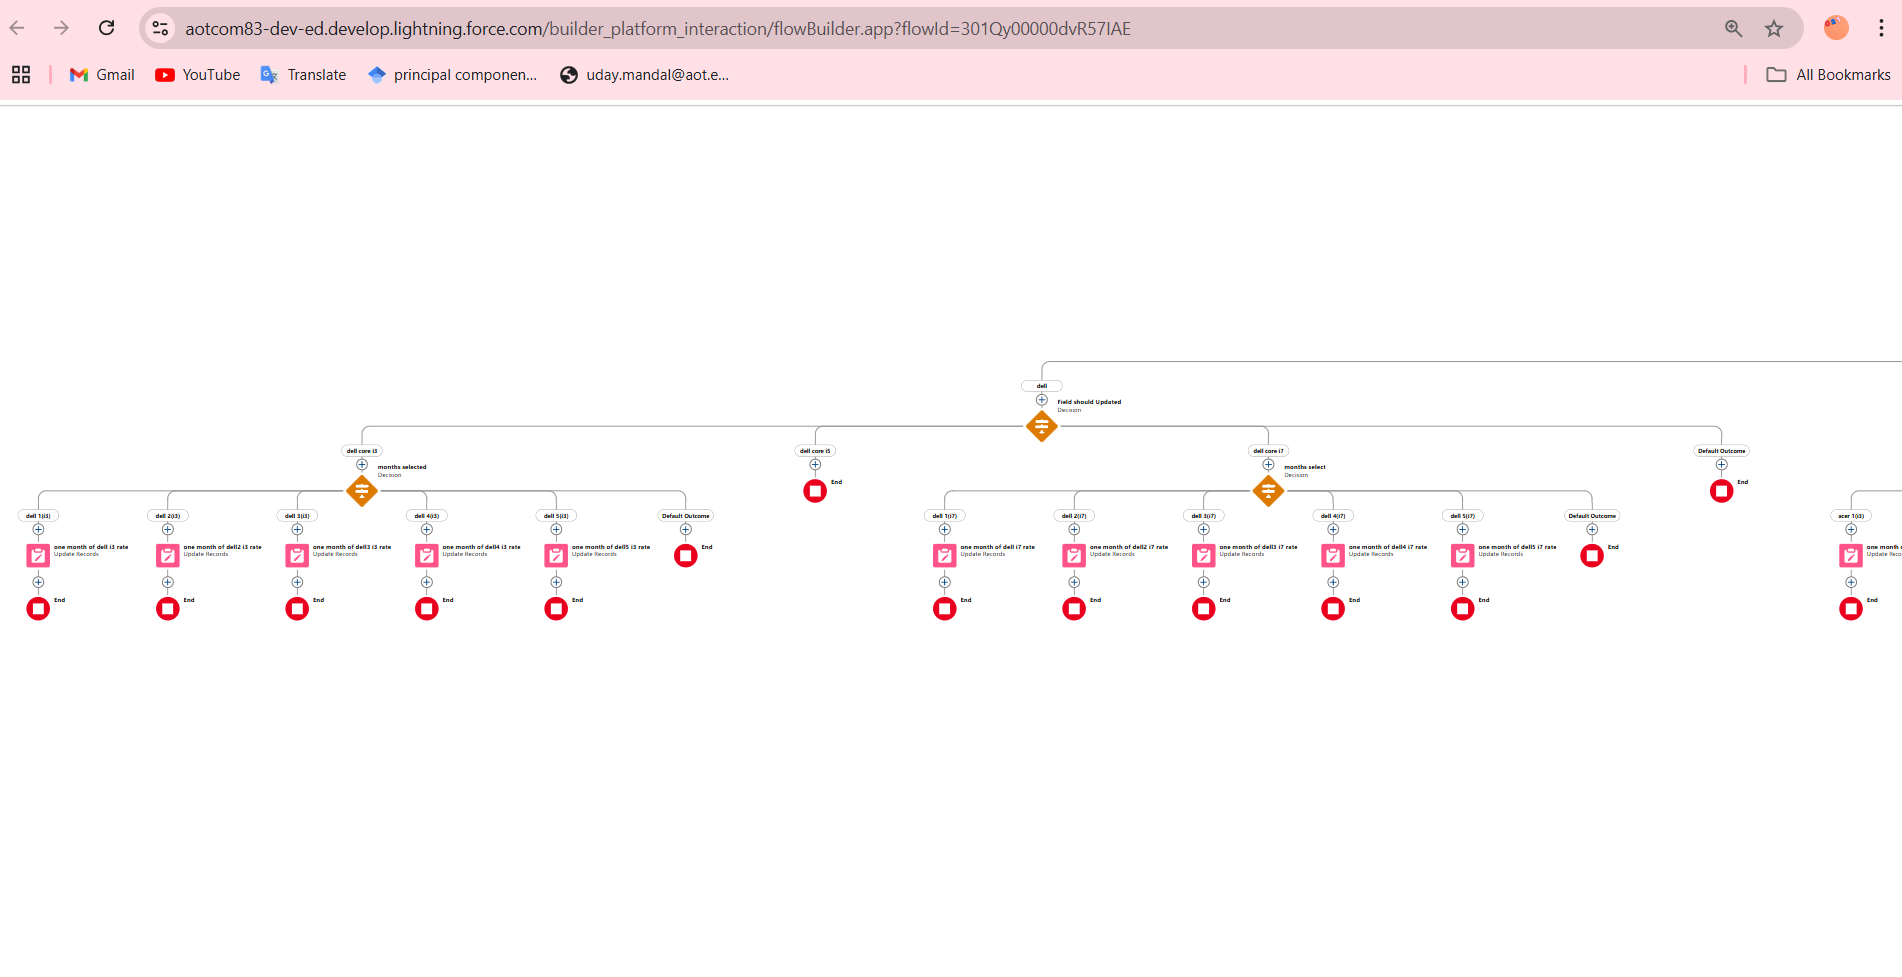 aotcom83-dev-ed.develop.lightning.force.com/builder_platform_interaction/flowBuilder.app?flowId=301Qy00000dvR57IAE
Gmail YouTube Translate principal componen... uday.mandal@aot.e... All Bookmarks
dell
Field should Updated
Decision
dell core i3 dell core i5 dell core i7 Default Outcome
months selected months select
Decision Decision
End End
dell 1(i3) dell 2(i3) dell 3(i3) dell 4(i3) dell 5(i3) Default Outcome dell 1(i7) dell 2(i7) dell 3(i7) dell 4(i7) dell 5(i7) Default Outcome acer 1(i3)
one month of dell i3 rate one month of dell2 i3 rate one month of dell3 i3 rate one month of dell4 i3 rate one month of dell5 i3 rate End one month of dell i7 rate one month of dell2 i7 rate one month of dell3 i7 rate one month of dell4 i7 rate one month of dell5 i7 rate End one month
Update Records Update Records Update Records Update Records Update Records Update Records Update Records Update Records Update Records Update Records Update Reco
End End End End End End End End End End End